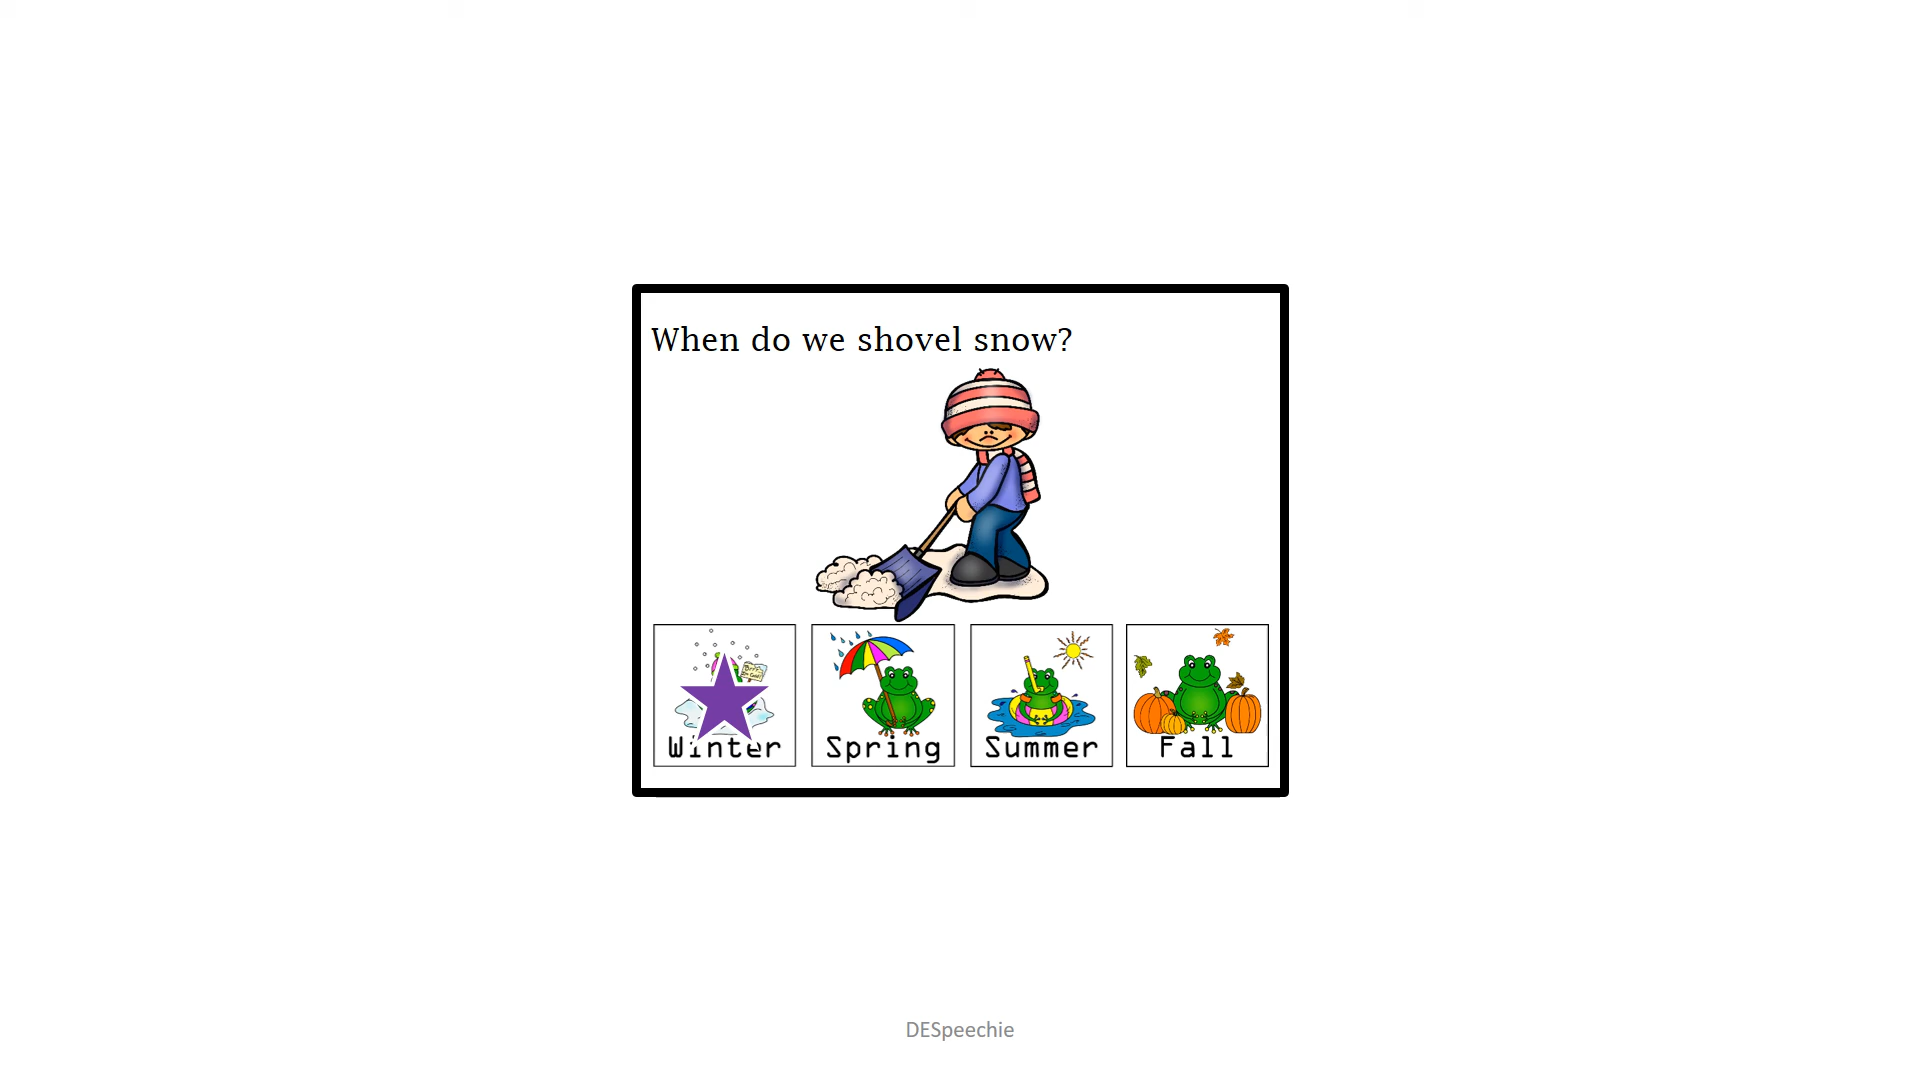 When do we shovel snow?
Winter
Spring
Summer
Fall
DESpeechie